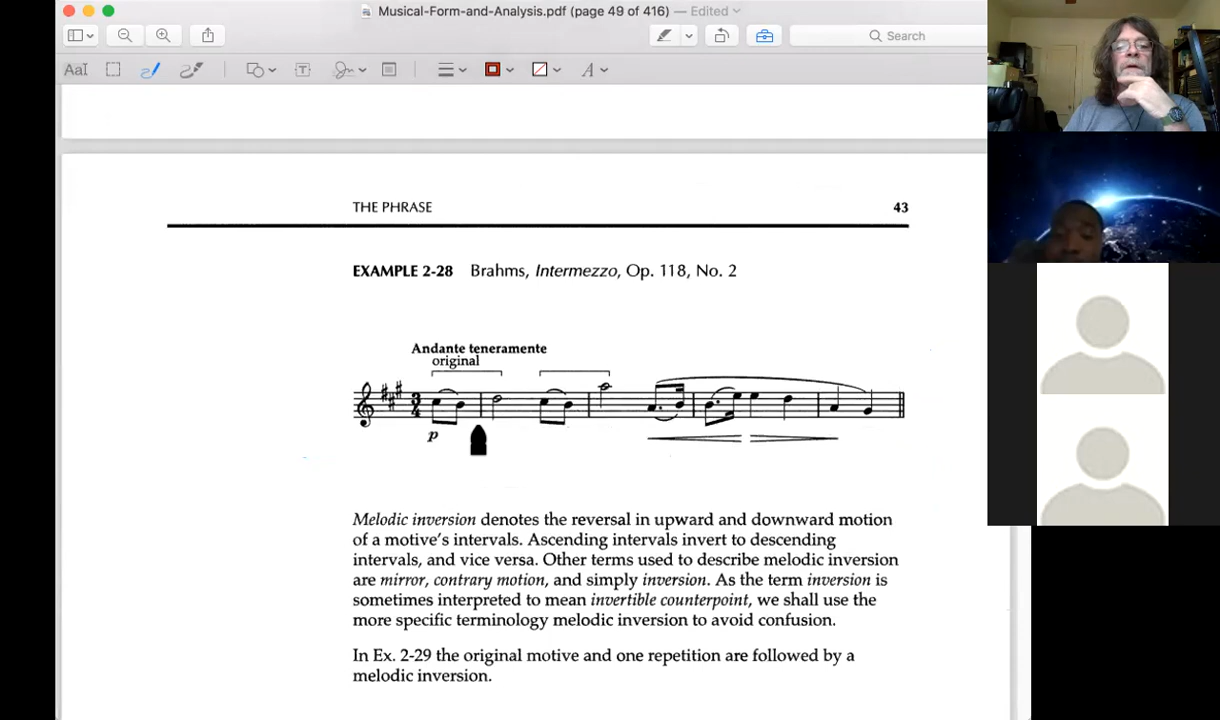 Musical-Form-and-Analysis.pdf (page 49 of 416) — Edited
Search
AaI
T
A
THE PHRASE 43
EXAMPLE 2-28 Brahms, Intermezzo, Op. 118, No. 2
Andante teneramente
original
3
4
p
Melodic inversion denotes the reversal in upward and downward motion
of a motive's intervals. Ascending intervals invert to descending
intervals, and vice versa. Other terms used to describe melodic inversion
are mirror, contrary motion, and simply inversion. As the term inversion is
sometimes interpreted to mean invertible counterpoint, we shall use the
more specific terminology melodic inversion to avoid confusion.
In Ex. 2-29 the original motive and one repetition are followed by a
melodic inversion.